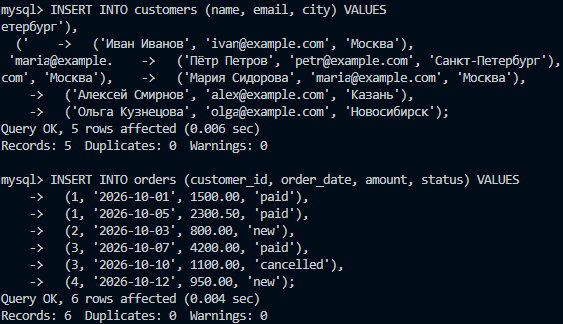 mysql> INSERT INTO customers (name, email, city) VALUES
етербург'),
  ('    ->  ('Иван Иванов', 'ivan@example.com', 'Москва'),
 'maria@example.    ->  ('Пётр Петров', 'petr@example.com', 'Санкт-Петербург'),
com', 'Москва'),    ->  ('Мария Сидорова', 'maria@example.com', 'Москва'),
    ->  ('Алексей Смирнов', 'alex@example.com', 'Казань'),
    ->  ('Ольга Кузнецова', 'olga@example.com', 'Новосибирск');
Query OK, 5 rows affected (0.006 sec)
Records: 5  Duplicates: 0  Warnings: 0

mysql> INSERT INTO orders (customer_id, order_date, amount, status) VALUES
    ->  (1, '2026-10-01', 1500.00, 'paid'),
    ->  (1, '2026-10-05', 2300.50, 'paid'),
    ->  (2, '2026-10-03', 800.00, 'new'),
    ->  (3, '2026-10-07', 4200.00, 'paid'),
    ->  (3, '2026-10-10', 1100.00, 'cancelled'),
    ->  (4, '2026-10-12', 950.00, 'new');
Query OK, 6 rows affected (0.004 sec)
Records: 6  Duplicates: 0  Warnings: 0